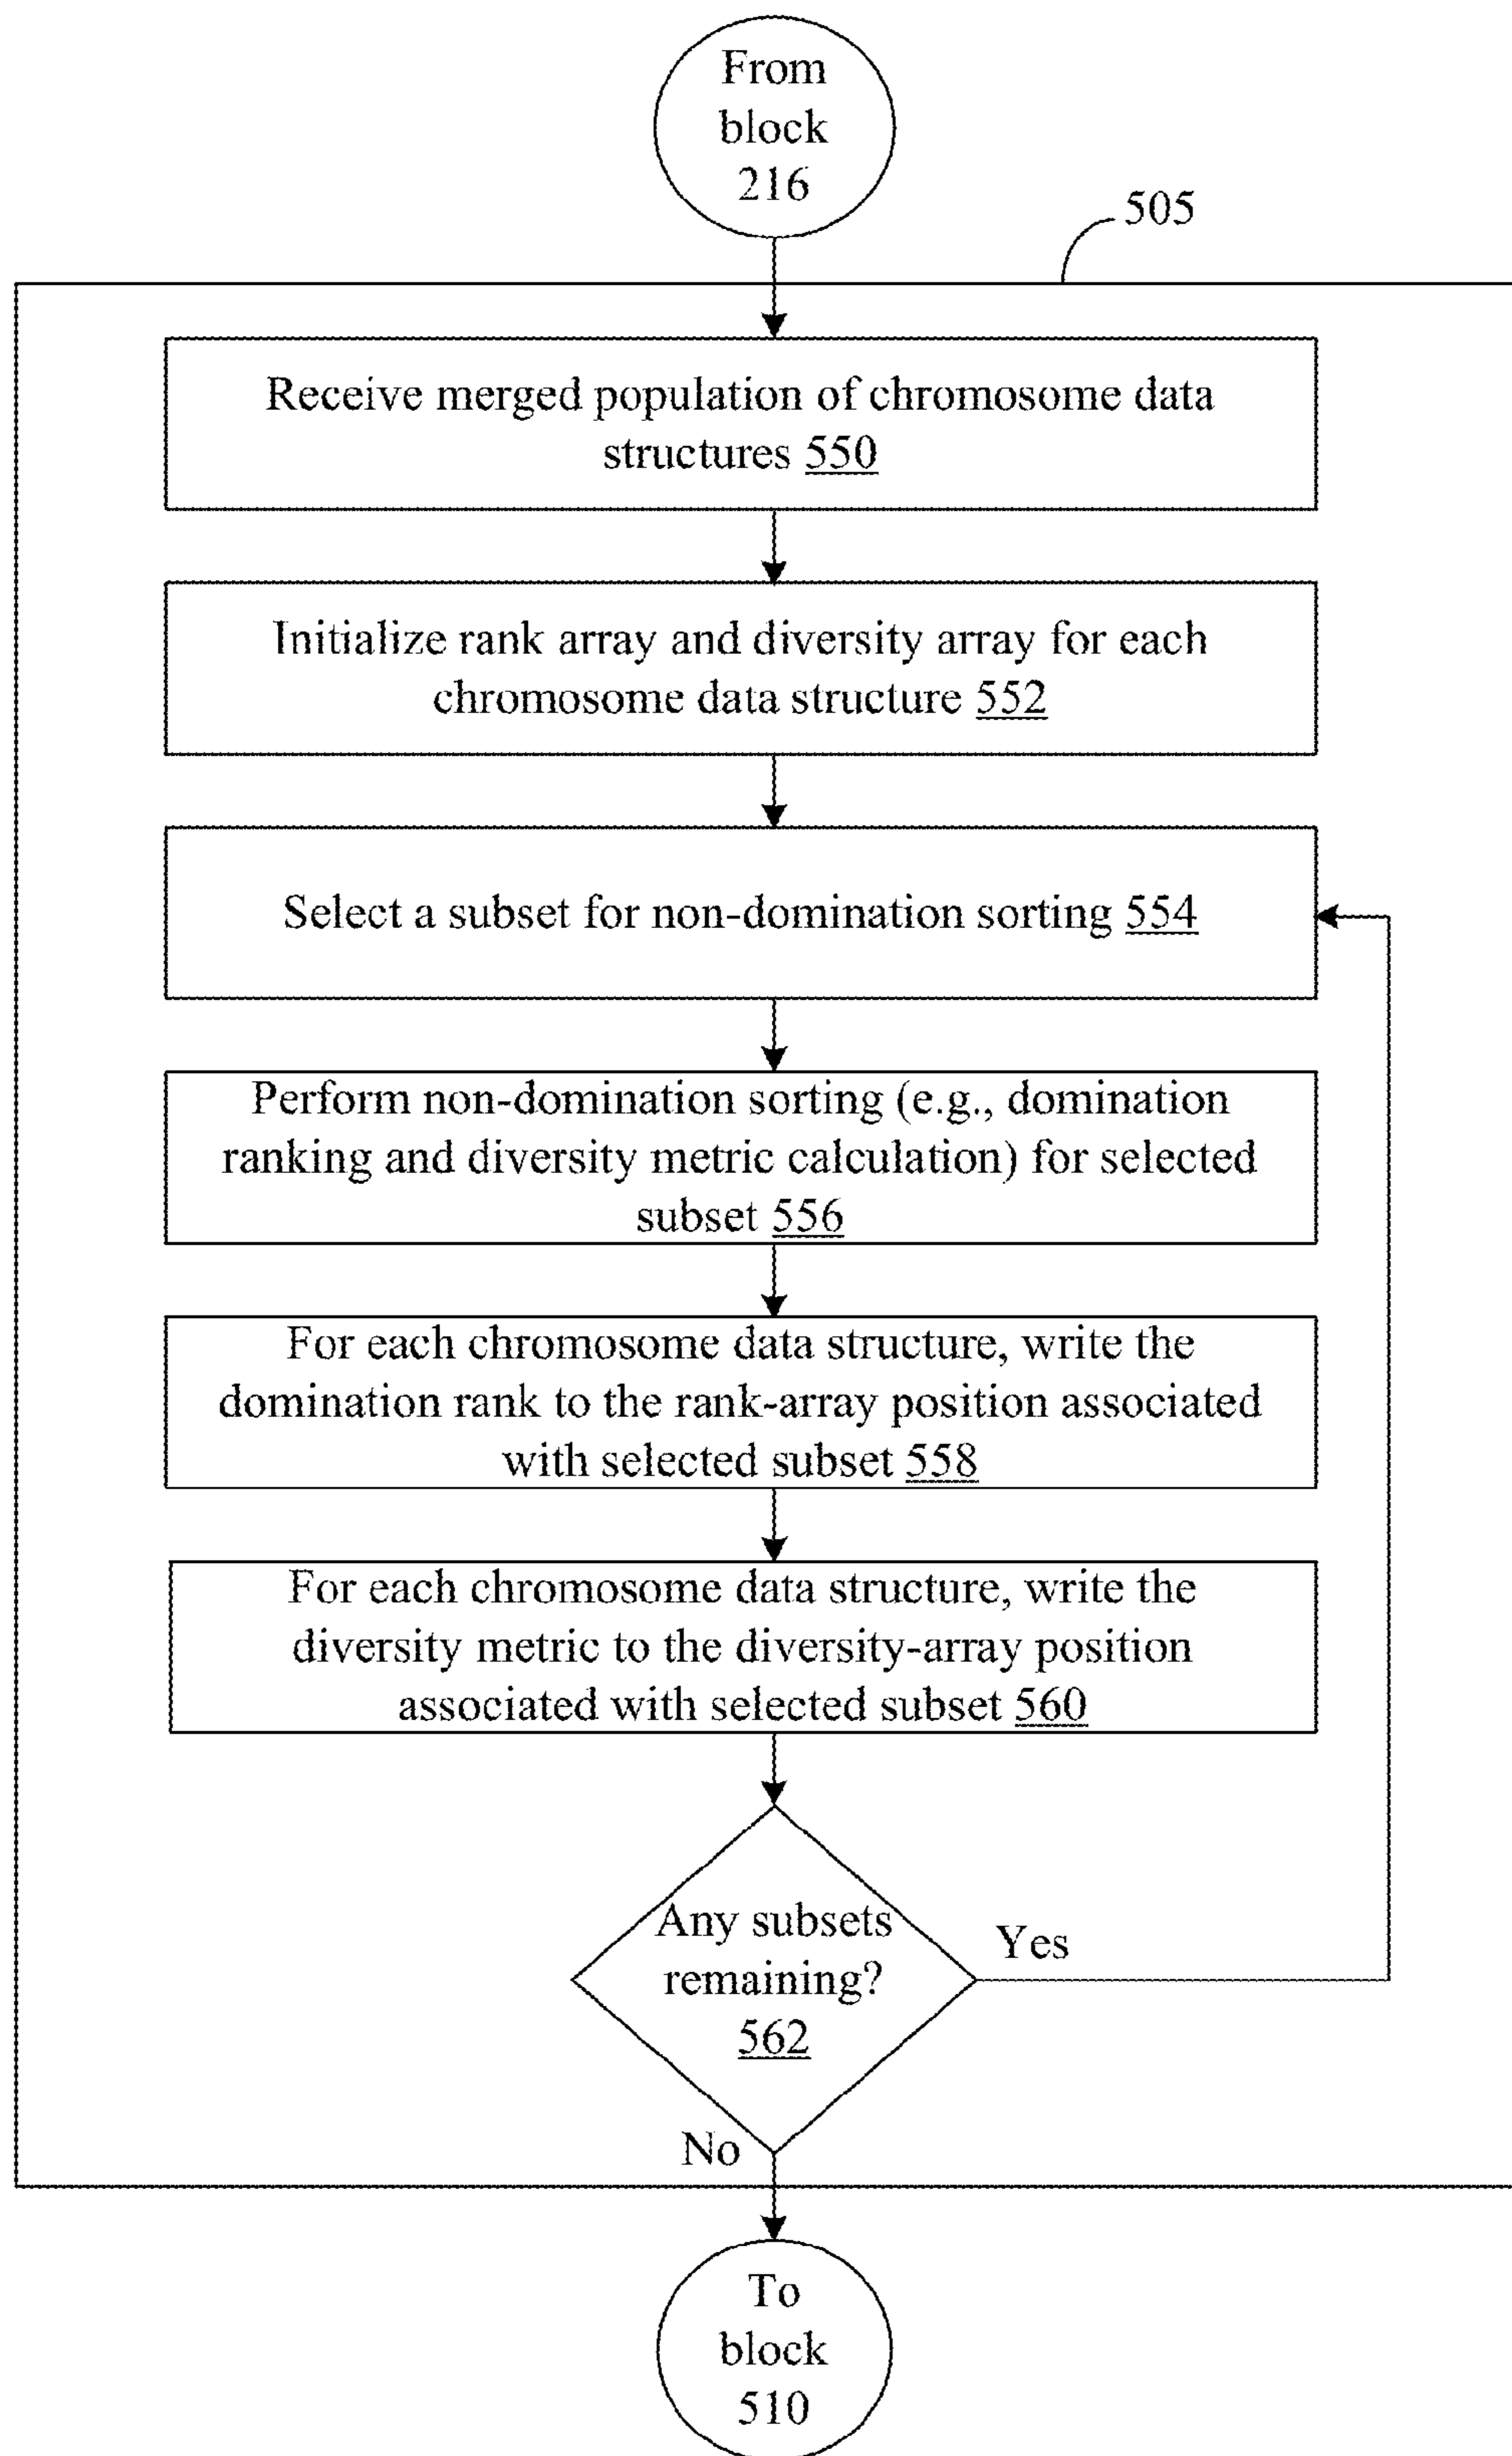 From
block
216
505
Receive merged population of chromosome data
structures 550
Initialize rank array and diversity array for each
chromosome data structure 552
Select a subset for non-domination sorting 554
Perform non-domination sorting (e.g., domination
ranking and diversity metric calculation) for selected
subset 556
For each chromosome data structure, write the
domination rank to the rank-array position associated
with selected subset 558
For each chromosome data structure, write the
diversity metric to the diversity-array position
associated with selected subset 560
Any subsets
remaining?
562
Yes
No
To
block
510